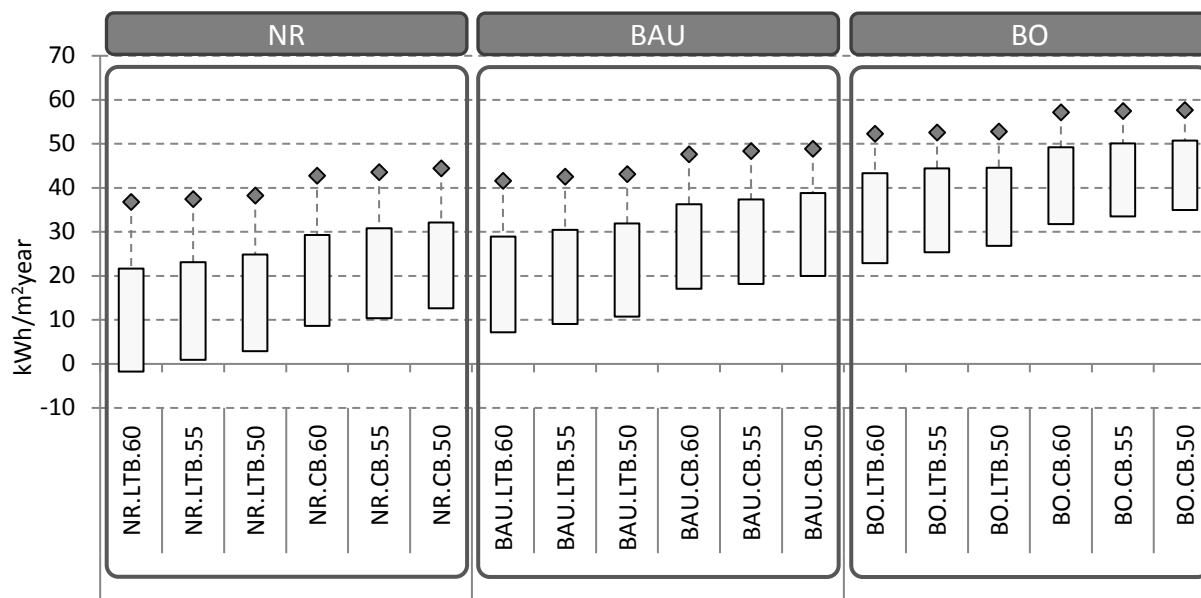 NR BAU BO
70
60
50
40
30
20
10
0
-10
kWh/m²year
NR.LTB.60
NR.LTB.55
NR.LTB.50
NR.CB.60
NR.CB.55
NR.CB.50
BAU.LTB.60
BAU.LTB.55
BAU.LTB.50
BAU.CB.60
BAU.CB.55
BAU.CB.50
BO.LTB.60
BO.LTB.55
BO.LTB.50
BO.CB.60
BO.CB.55
BO.CB.50